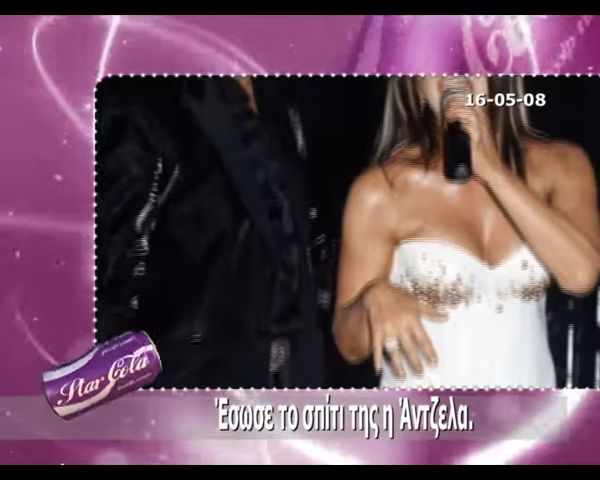 16-05-08
Star Cola
Έσωσε το σπίτι της η Άντζελα.